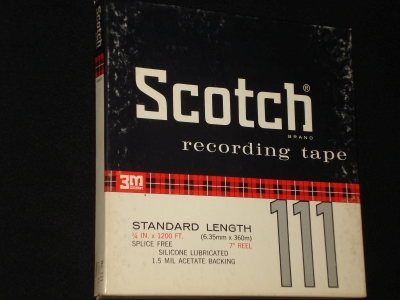 Scotch
Scotch®
BRAND
recording tape
3M
STANDARD LENGTH
¼ IN. x 1200 FT. (6.35mm x 360m)
SPLICE FREE 7" REEL
SILICONE LUBRICATED
1.5 MIL ACETATE BACKING
111